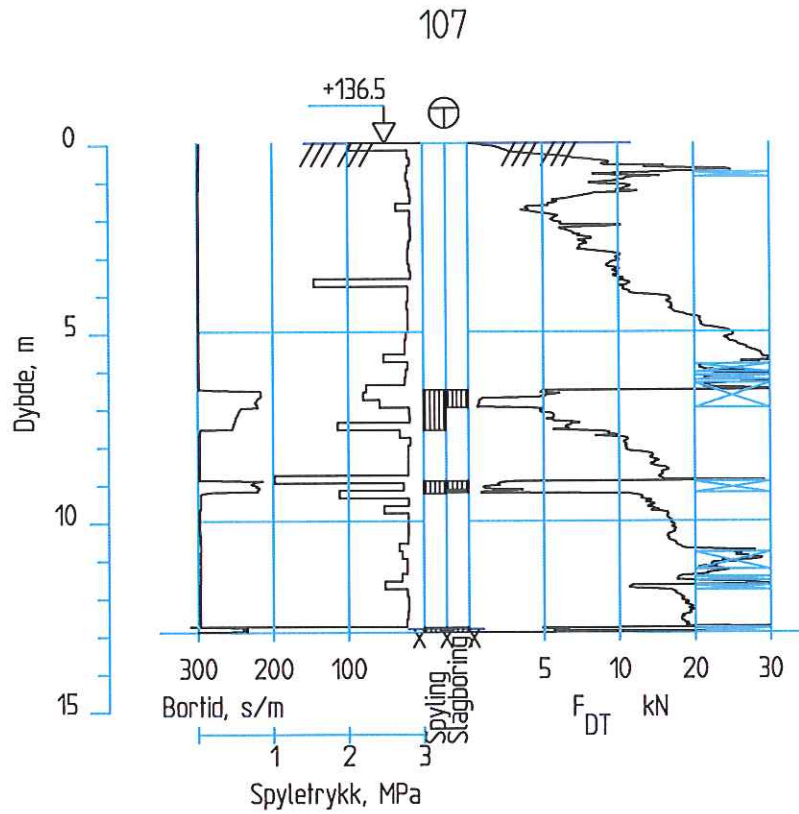 107
+136.5
0
5
10
15
Dybde, m
300 200 100
Bortid, s/m
Spyling
Slagboring
5 10 20 30
F_DT kN
1 2 3
Spyletrykk, MPa